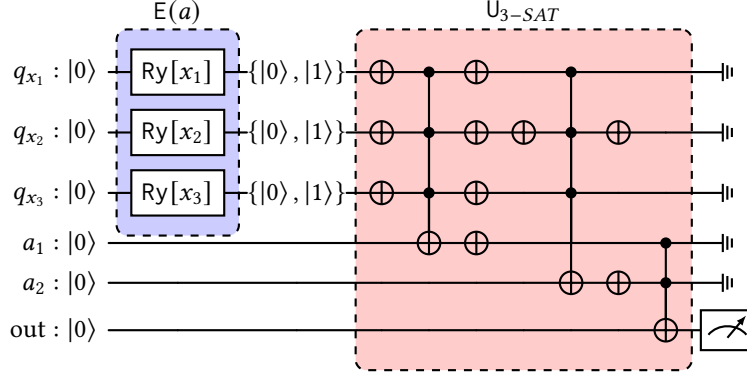 E(a) U₃₋SAT
qₓ₁ : |0⟩ Ry[x₁] {|0⟩, |1⟩}
qₓ₂ : |0⟩ Ry[x₂] {|0⟩, |1⟩}
qₓ₃ : |0⟩ Ry[x₃] {|0⟩, |1⟩}
a₁ : |0⟩
a₂ : |0⟩
out : |0⟩